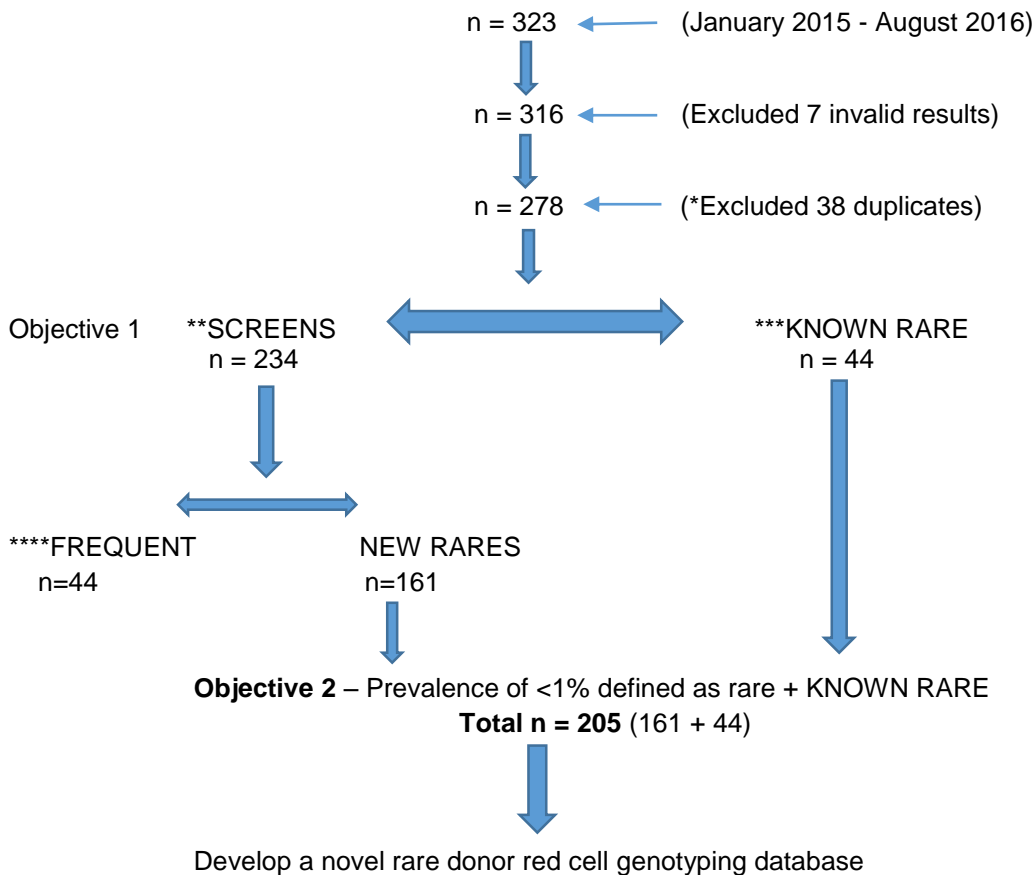 n = 323 (January 2015 - August 2016)
n = 316 (Excluded 7 invalid results)
n = 278 (*Excluded 38 duplicates)
Objective 1 **SCREENS ***KNOWN RARE
n = 234 n = 44
****FREQUENT NEW RARES
n=44 n=161
Objective 2 – Prevalence of <1% defined as rare + KNOWN RARE
Total n = 205 (161 + 44)
Develop a novel rare donor red cell genotyping database